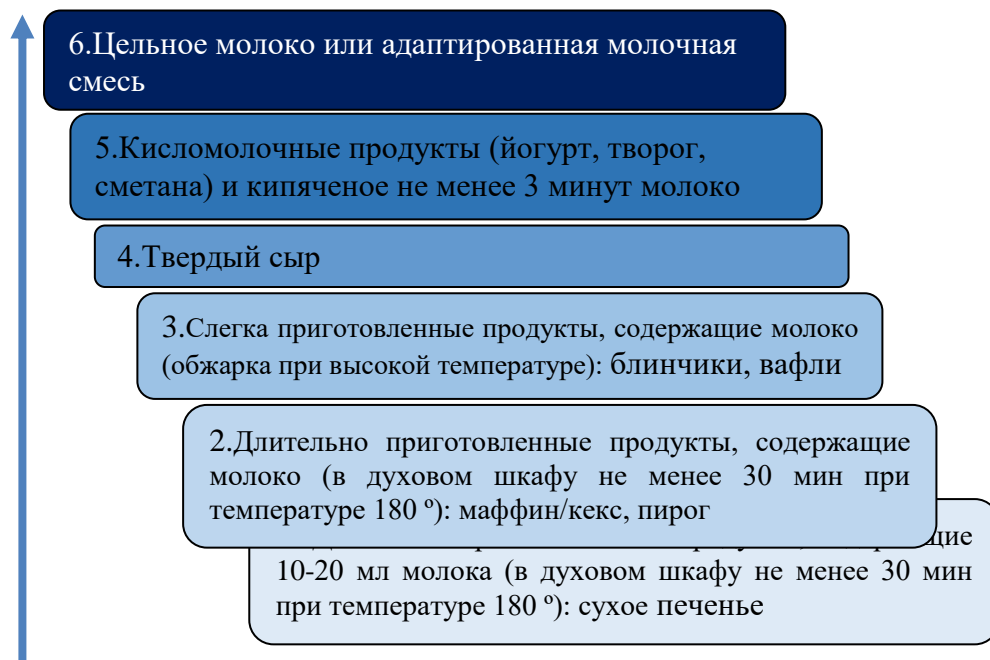 6.Цельное молоко или адаптированная молочная
смесь
5.Кисломолочные продукты (йогурт, творог,
сметана) и кипяченое не менее 3 минут молоко
4.Твердый сыр
3.Слегка приготовленные продукты, содержащие молоко
(обжарка при высокой температуре): блинчики, вафли
2.Длительно приготовленные продукты, содержащие
молоко (в духовом шкафу не менее 30 мин при
температуре 180 º): маффин/кекс, пирог
10-20 мл молока (в духовом шкафу не менее 30 мин
при температуре 180 º): сухое печенье